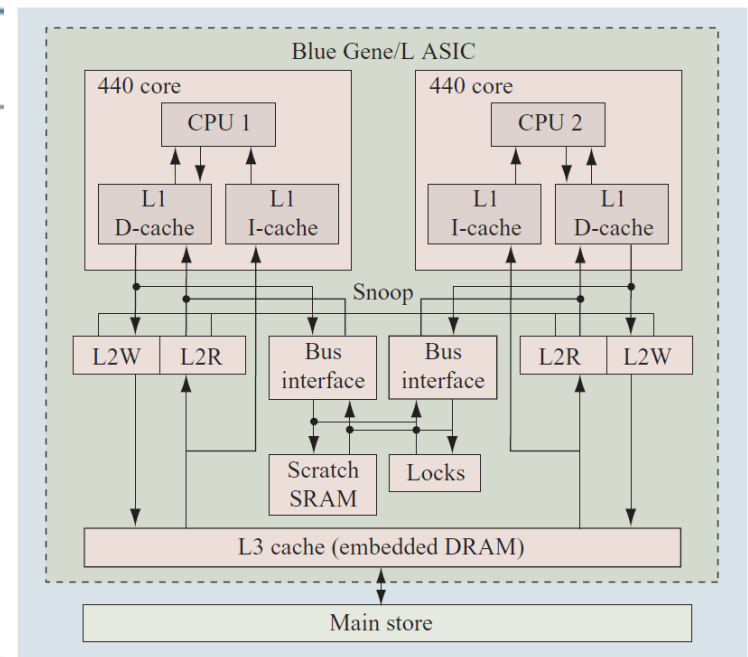 Blue Gene/L ASIC
440 core
440 core
CPU 1
CPU 2
L1
D-cache
L1
I-cache
L1
I-cache
L1
D-cache
Snoop
L2W
L2R
Bus
interface
Bus
interface
L2R
L2W
Scratch
SRAM
Locks
L3 cache (embedded DRAM)
Main store